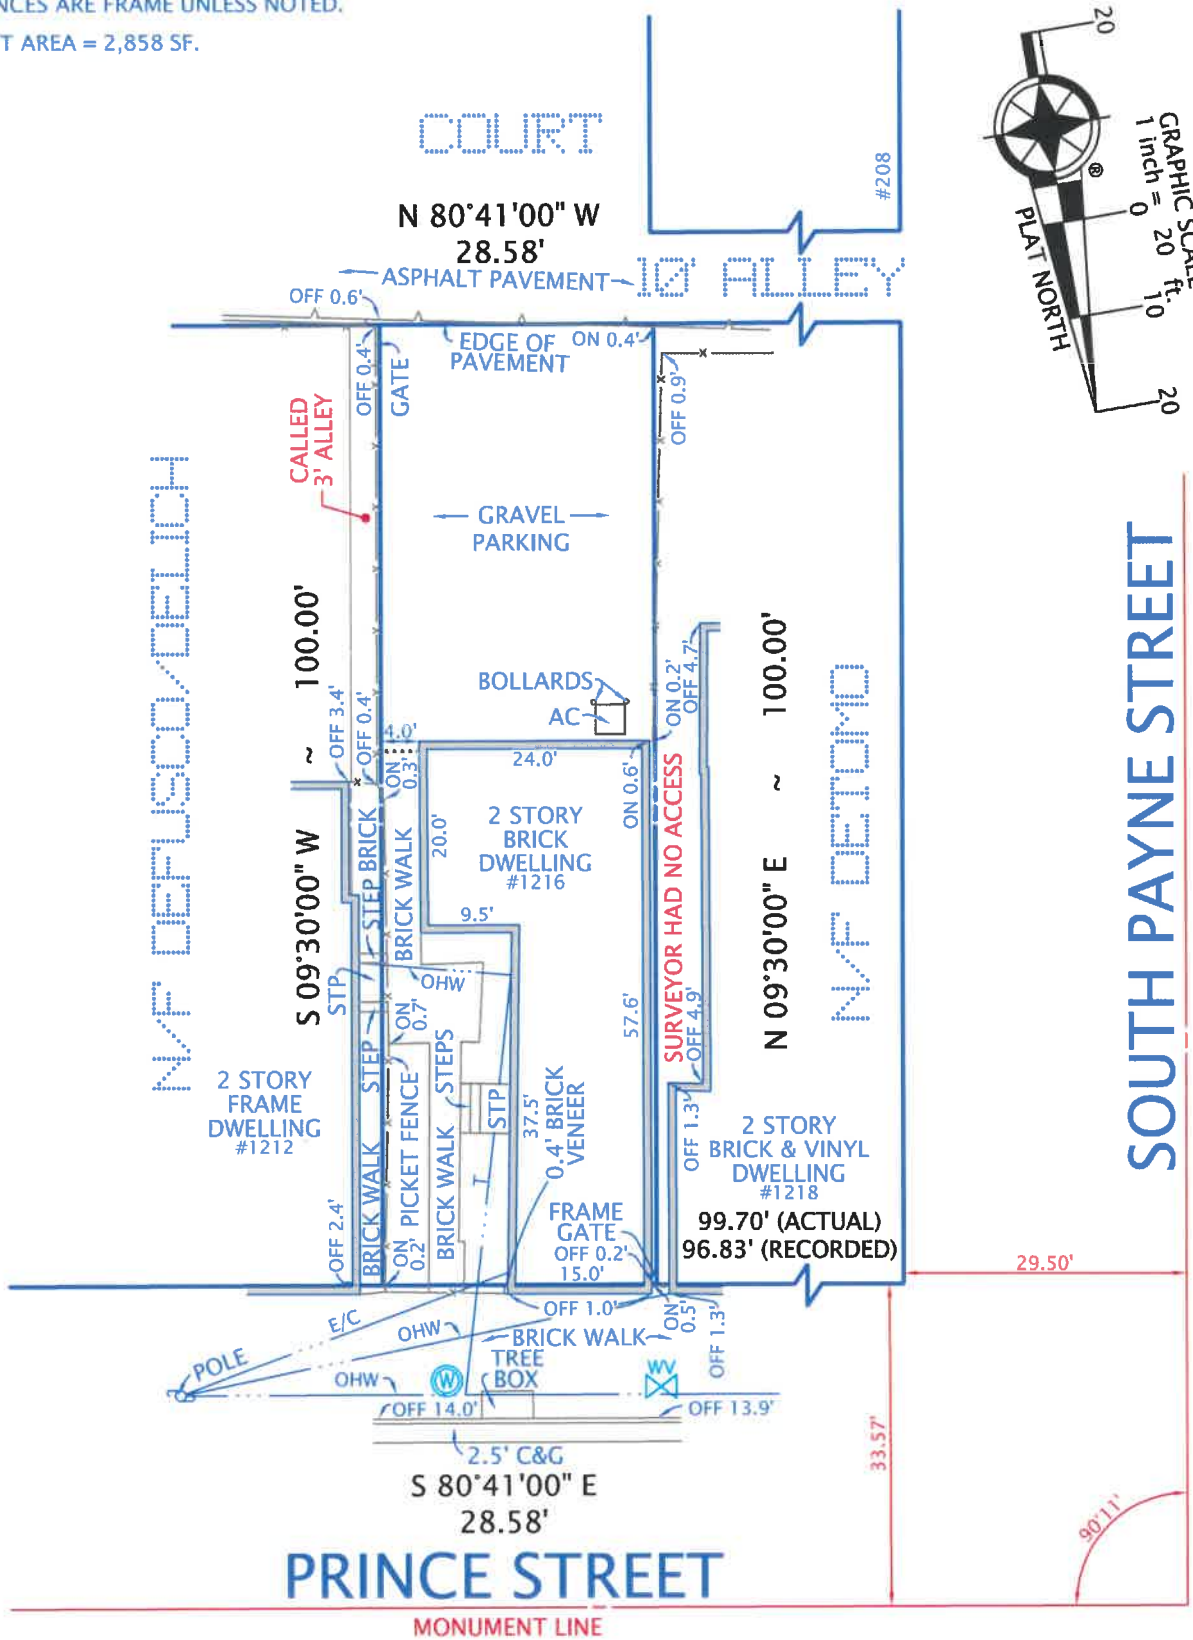 NCES ARE FRAME UNLESS NOTED.
T AREA = 2,858 SF.
COURT
N 80°41'00" W
28.58'
ASPHALT PAVEMENT
10' ALLEY
#208
20
GRAPHIC SCALE
1 inch = 20 ft.
0
10
20
®
PLAT NORTH
OFF 0.6'
EDGE OF
PAVEMENT
ON 0.4'
OFF 0.4'
GATE
OFF 0.9'
CALLED
3' ALLEY
GRAVEL
PARKING
N/F DEFUSCO/DELICH
S 09°30'00" W ~ 100.00'
BOLLARDS
AC
ON 0.2'
OFF 4.7'
OFF 3.4'
OFF 0.4'
4.0'
ON
0.3'
24.0'
ON 0.6'
20.0'
2 STORY
BRICK
DWELLING
#1216
9.5'
SURVEYOR HAD NO ACCESS
N 09°30'00" E ~ 100.00'
N/F DETOMO
SOUTH PAYNE STREET
STEP BRICK
BRICK WALK
STP
OHW
ON
0.7'
57.6'
OFF 4.9'
2 STORY
FRAME
DWELLING
#1212
STEP
BRICK WALK
PICKET FENCE
BRICK WALK STEPS
STP
37.5'
0.4' BRICK
VENEER
OFF 1.3'
2 STORY
BRICK & VINYL
DWELLING
#1218
99.70' (ACTUAL)
96.83' (RECORDED)
OFF 2.4'
ON
0.2'
T
FRAME
GATE
OFF 0.2'
15.0'
29.50'
OFF 1.0'
ON
0.5'
OFF 1.3'
E/C
OHW
BRICK WALK
POLE
OHW
W
TREE
BOX
WV
OFF 14.0'
OFF 13.9'
2.5' C&G
S 80°41'00" E
28.58'
33.57'
90°11'
PRINCE STREET
MONUMENT LINE